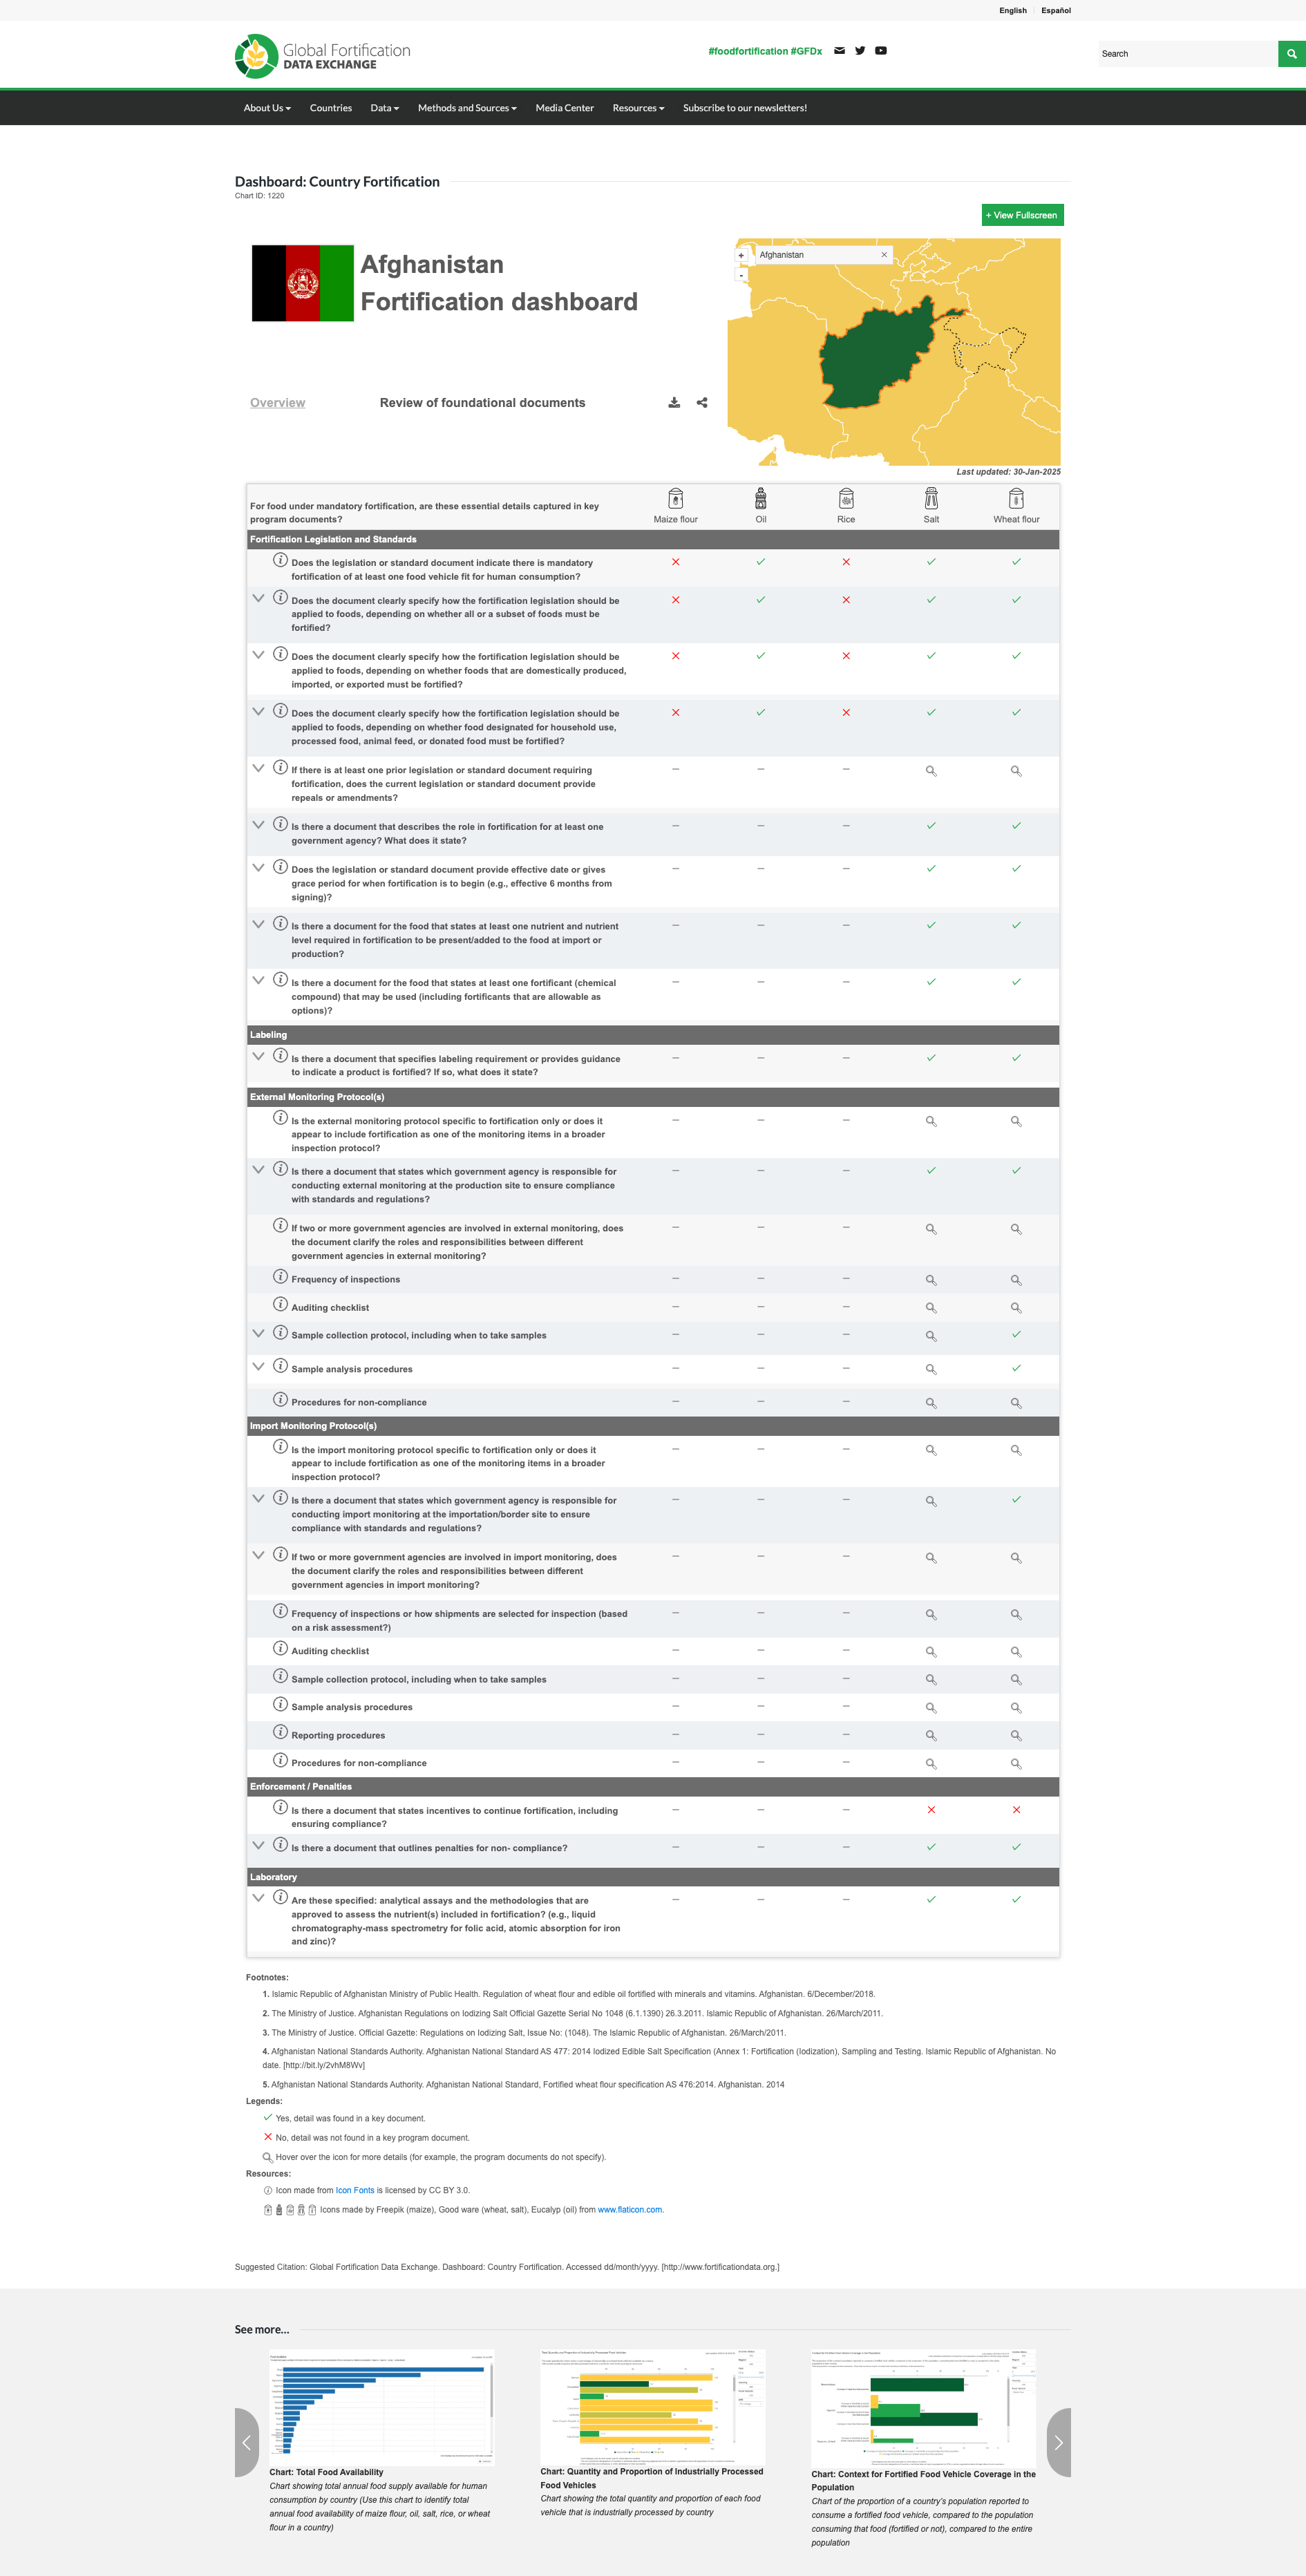 English
Español
Global Fortification
DATA EXCHANGE
#foodfortification #GFDx
Search
About Us
Countries
Data
Methods and Sources
Media Center
Resources
Subscribe to our newsletters!
Dashboard: Country Fortification
Chart ID: 1220
+ View Fullscreen
Afghanistan
Fortification dashboard
+
Afghanistan
-
Overview
Review of foundational documents
Last updated: 30-Jan-2025
For food under mandatory fortification, are these essential details captured in key
program documents?
Maize flour
Oil
Rice
Salt
Wheat flour
Fortification Legislation and Standards
Does the legislation or standard document indicate there is mandatory
fortification of at least one food vehicle fit for human consumption?
Does the document clearly specify how the fortification legislation should be
applied to foods, depending on whether all or a subset of foods must be
fortified?
Does the document clearly specify how the fortification legislation should be
applied to foods, depending on whether foods that are domestically produced,
imported, or exported must be fortified?
Does the document clearly specify how the fortification legislation should be
applied to foods, depending on whether food designated for household use,
processed food, animal feed, or donated food must be fortified?
If there is at least one prior legislation or standard document requiring
fortification, does the current legislation or standard document provide
repeals or amendments?
Is there a document that describes the role in fortification for at least one
government agency? What does it state?
Does the legislation or standard document provide effective date or gives
grace period for when fortification is to begin (e.g., effective 6 months from
signing)?
Is there a document for the food that states at least one nutrient and nutrient
level required in fortification to be present/added to the food at import or
production?
Is there a document for the food that states at least one fortificant (chemical
compound) that may be used (including fortificants that are allowable as
options)?
Labeling
Is there a document that specifies labeling requirement or provides guidance
to indicate a product is fortified? If so, what does it state?
External Monitoring Protocol(s)
Is the external monitoring protocol specific to fortification only or does it
appear to include fortification as one of the monitoring items in a broader
inspection protocol?
Is there a document that states which government agency is responsible for
conducting external monitoring at the production site to ensure compliance
with standards and regulations?
If two or more government agencies are involved in external monitoring, does
the document clarify the roles and responsibilities between different
government agencies in external monitoring?
Frequency of inspections
Auditing checklist
Sample collection protocol, including when to take samples
Sample analysis procedures
Procedures for non-compliance
Import Monitoring Protocol(s)
Is the import monitoring protocol specific to fortification only or does it
appear to include fortification as one of the monitoring items in a broader
inspection protocol?
Is there a document that states which government agency is responsible for
conducting import monitoring at the importation/border site to ensure
compliance with standards and regulations?
If two or more government agencies are involved in import monitoring, does
the document clarify the roles and responsibilities between different
government agencies in import monitoring?
Frequency of inspections or how shipments are selected for inspection (based
on a risk assessment?)
Auditing checklist
Sample collection protocol, including when to take samples
Sample analysis procedures
Reporting procedures
Procedures for non-compliance
Enforcement / Penalties
Is there a document that states incentives to continue fortification, including
ensuring compliance?
Is there a document that outlines penalties for non- compliance?
Laboratory
Are these specified: analytical assays and the methodologies that are
approved to assess the nutrient(s) included in fortification? (e.g., liquid
chromatography-mass spectrometry for folic acid, atomic absorption for iron
and zinc)?
Footnotes:
1. Islamic Republic of Afghanistan Ministry of Public Health. Regulation of wheat flour and edible oil fortified with minerals and vitamins. Afghanistan. 6/December/2018.
2. The Ministry of Justice. Afghanistan Regulations on Iodizing Salt Official Gazette Serial No 1048 (6.1.1390) 26.3.2011. Islamic Republic of Afghanistan. 26/March/2011.
3. The Ministry of Justice. Official Gazette: Regulations on Iodizing Salt, Issue No: (1048). The Islamic Republic of Afghanistan. 26/March/2011.
4. Afghanistan National Standards Authority. Afghanistan National Standard AS 477: 2014 Iodized Edible Salt Specification (Annex 1: Fortification (Iodization), Sampling and Testing. Islamic Republic of Afghanistan. No
date. [http://bit.ly/2vhM8Wv]
5. Afghanistan National Standards Authority. Afghanistan National Standard, Fortified wheat flour specification AS 476:2014. Afghanistan. 2014
Legends:
Yes, detail was found in a key document.
No, detail was not found in a key program document.
Hover over the icon for more details (for example, the program documents do not specify).
Resources:
Icon made from Icon Fonts is licensed by CC BY 3.0.
Icons made by Freepik (maize), Good ware (wheat, salt), Eucalyp (oil) from www.flaticon.com.
Suggested Citation: Global Fortification Data Exchange. Dashboard: Country Fortification. Accessed dd/month/yyyy. [http://www.fortificationdata.org.]
See more...
Chart: Total Food Availability
Chart showing total annual food supply available for human
consumption by country (Use this chart to identify total
annual food availability of maize flour, oil, salt, rice, or wheat
flour in a country)
Chart: Quantity and Proportion of Industrially Processed
Food Vehicles
Chart showing the total quantity and proportion of each food
vehicle that is industrially processed by country
Chart: Context for Fortified Food Vehicle Coverage in the
Population
Chart of the proportion of a country's population reported to
consume a fortified food vehicle, compared to the population
consuming that food (fortified or not), compared to the entire
population